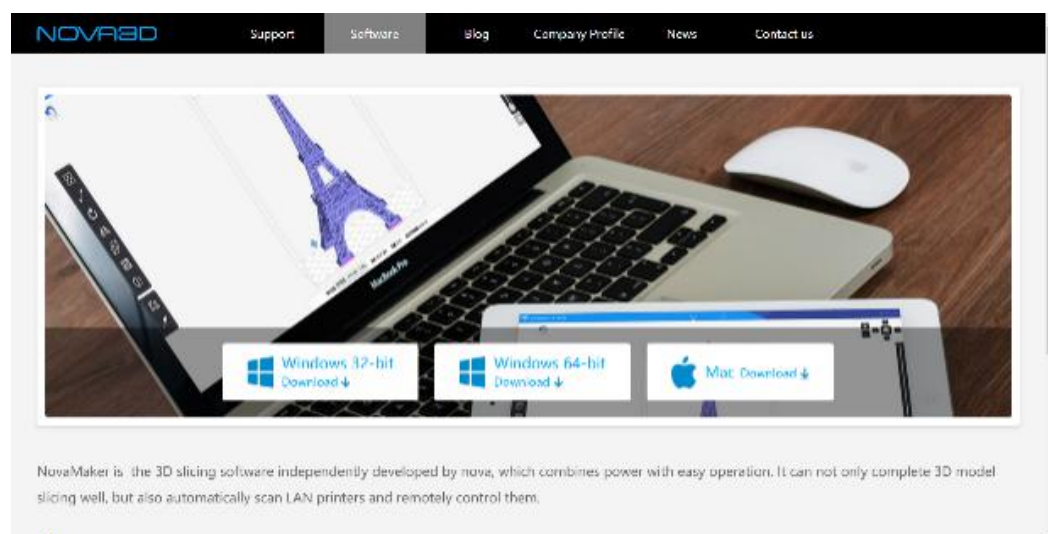 NOVA3D
Support Software Blog Company Profile News Contact us
MacBook Pro
Windows 32-bit
Download
Windows 64-bit
Download
Mac Download
NovaMaker is the 3D slicing software independently developed by nova, which combines power with easy operation. It can not only complete 3D model
slicing well, but also automatically scan LAN printers and remotely control them.